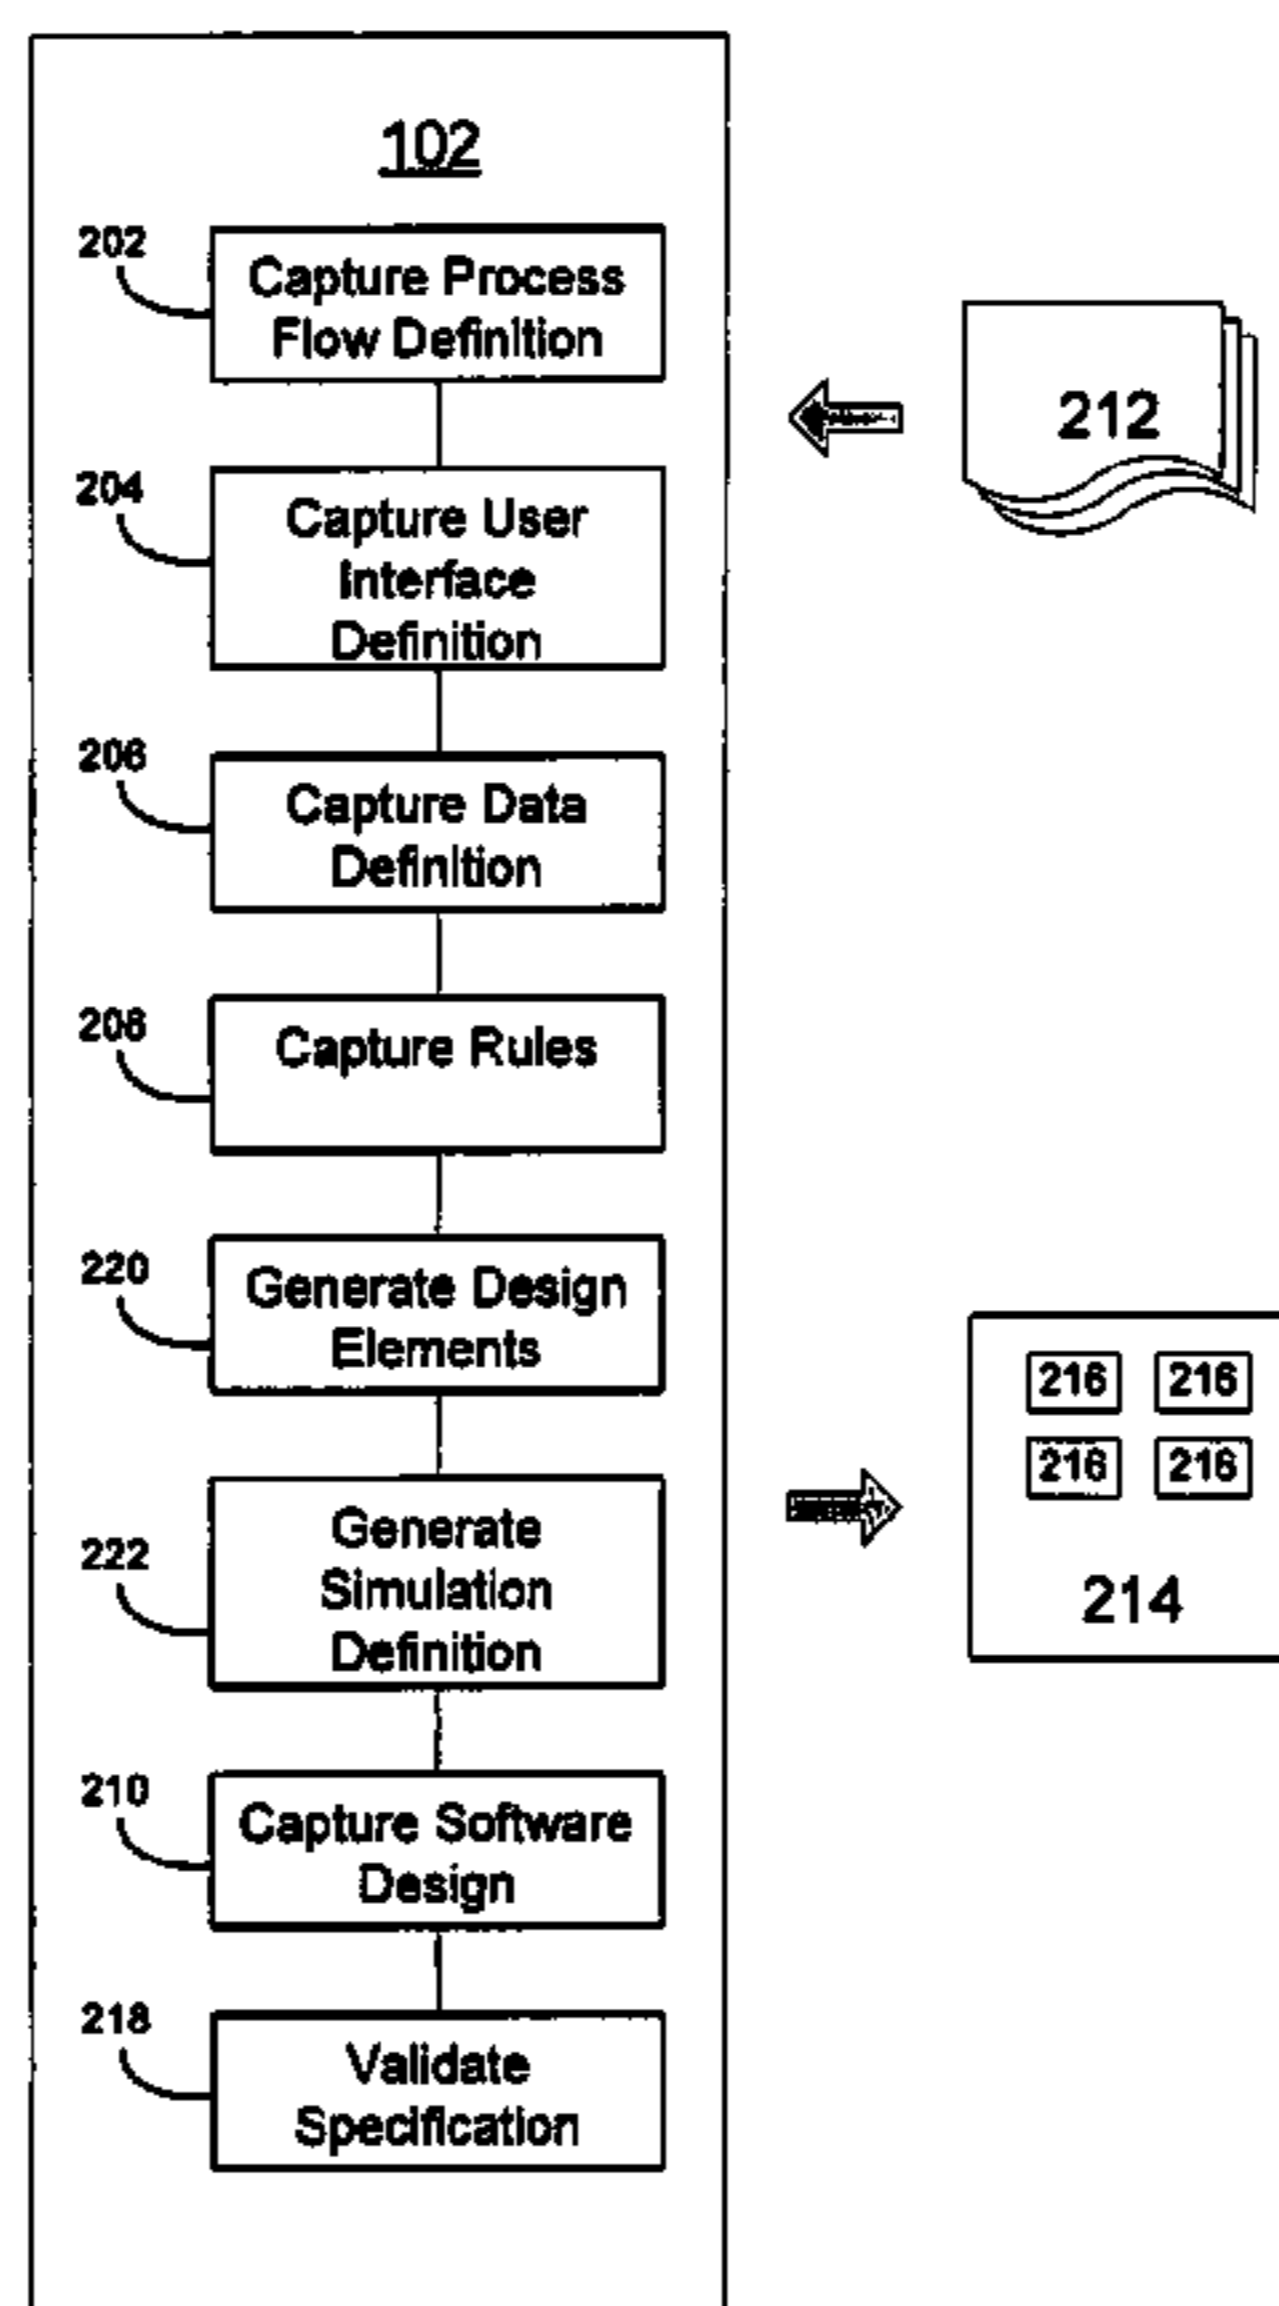 102
202
Capture Process
Flow Definition
212
204
Capture User
Interface
Definition
206
Capture Data
Definition
208
Capture Rules
220
Generate Design
Elements
216 216
216 216
214
222
Generate
Simulation
Definition
210
Capture Software
Design
218
Validate
Specification